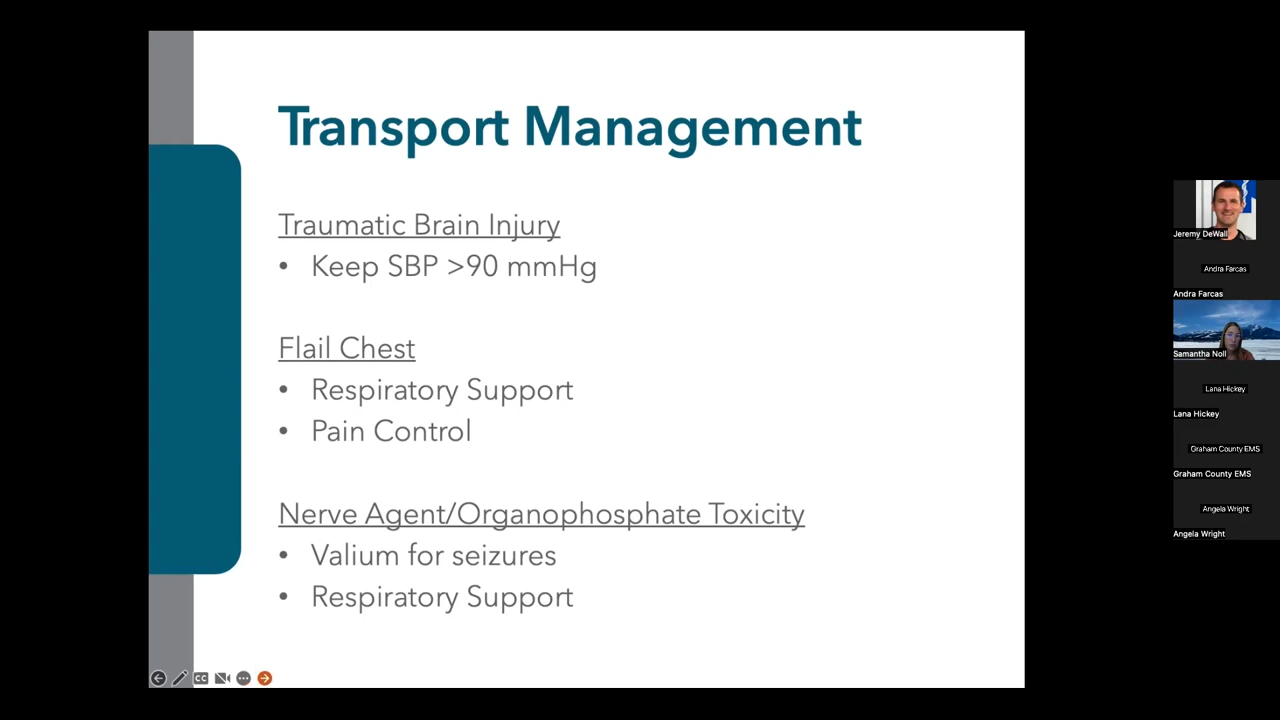 Transport Management
Traumatic Brain Injury
• Keep SBP >90 mmHg
Flail Chest
• Respiratory Support
• Pain Control
Nerve Agent/Organophosphate Toxicity
• Valium for seizures
• Respiratory Support
CC
Jeremy DeWall
Andra Farcas
Andra Farcas
Samantha Noll
Lana Hickey
Lana Hickey
Graham County EMS
Graham County EMS
Angela Wright
Angela Wright